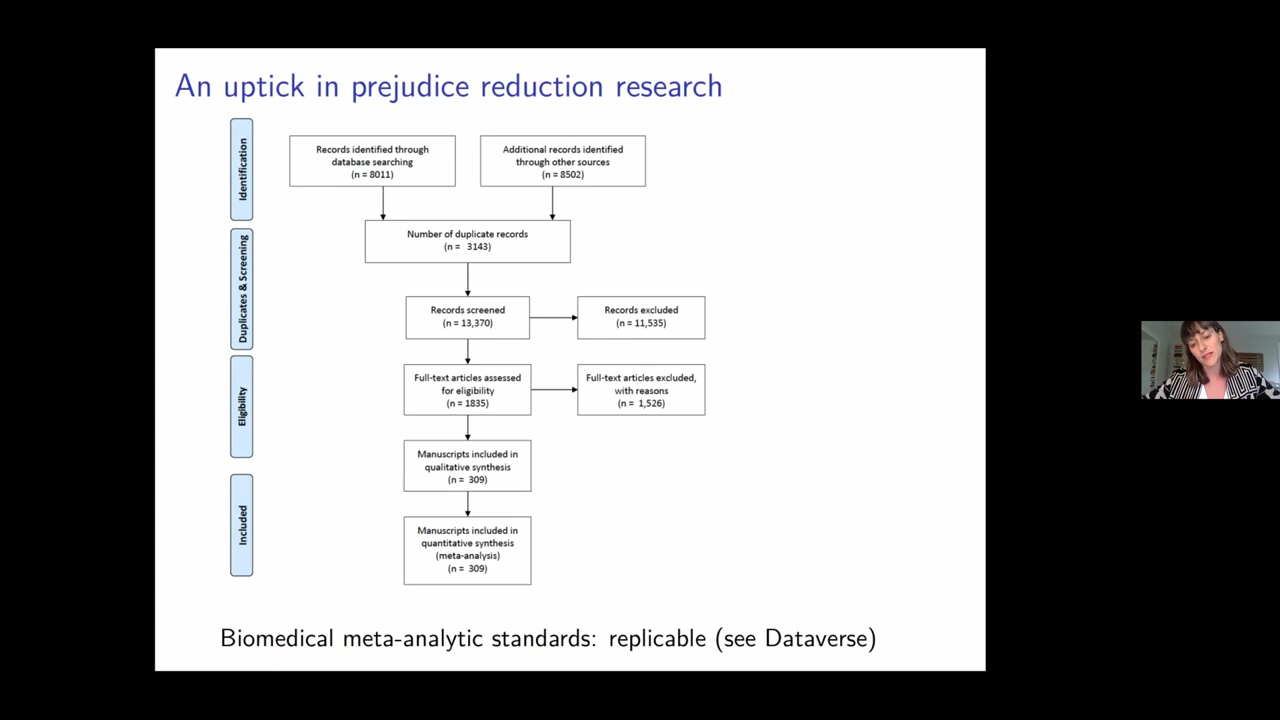 An uptick in prejudice reduction research
Identification
Records identified through
database searching
(n = 8011)
Additional records identified
through other sources
(n = 8502)
Duplicates & Screening
Number of duplicate records
(n = 3143)
Records screened
(n = 13,370)
Records excluded
(n = 11,535)
Eligibility
Full-text articles assessed
for eligibility
(n = 1835)
Full-text articles excluded,
with reasons
(n = 1,526)
Manuscripts included in
qualitative synthesis
(n = 309)
Included
Manuscripts included in
quantitative synthesis
(meta-analysis)
(n = 309)
Biomedical meta-analytic standards: replicable (see Dataverse)